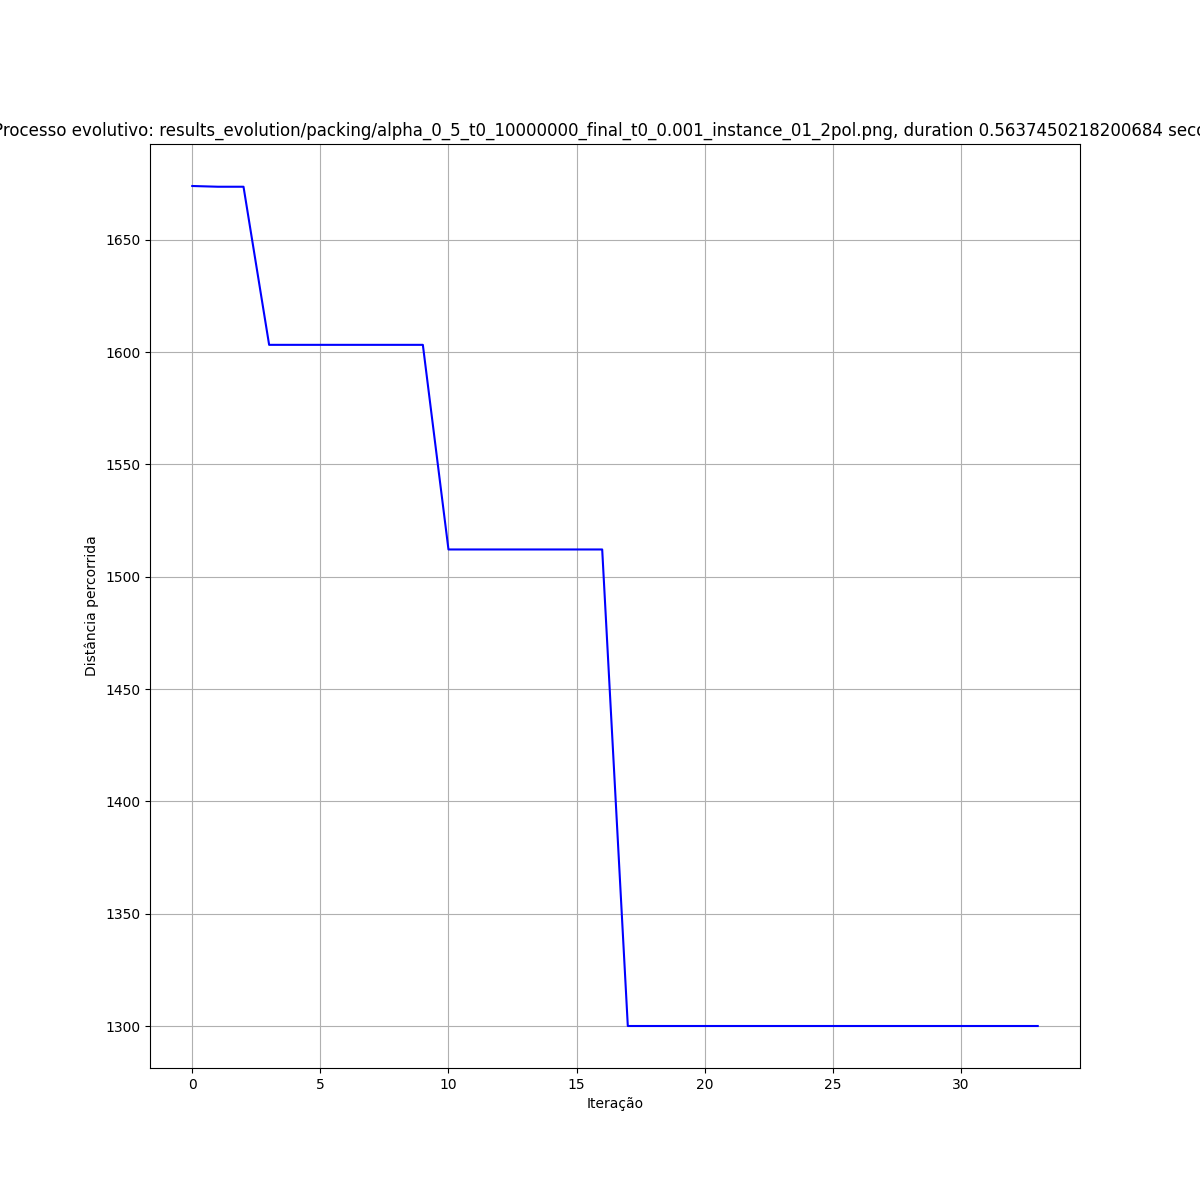 Processo evolutivo: results_evolution/packing/alpha_0_5_t0_10000000_final_t0_0.001_instance_01_2pol.png, duration 0.5637450218200684
1650
1600
1550
1500
1450
1400
1350
1300
Distância percorrida
0 5 10 15 20 25 30
Iteração